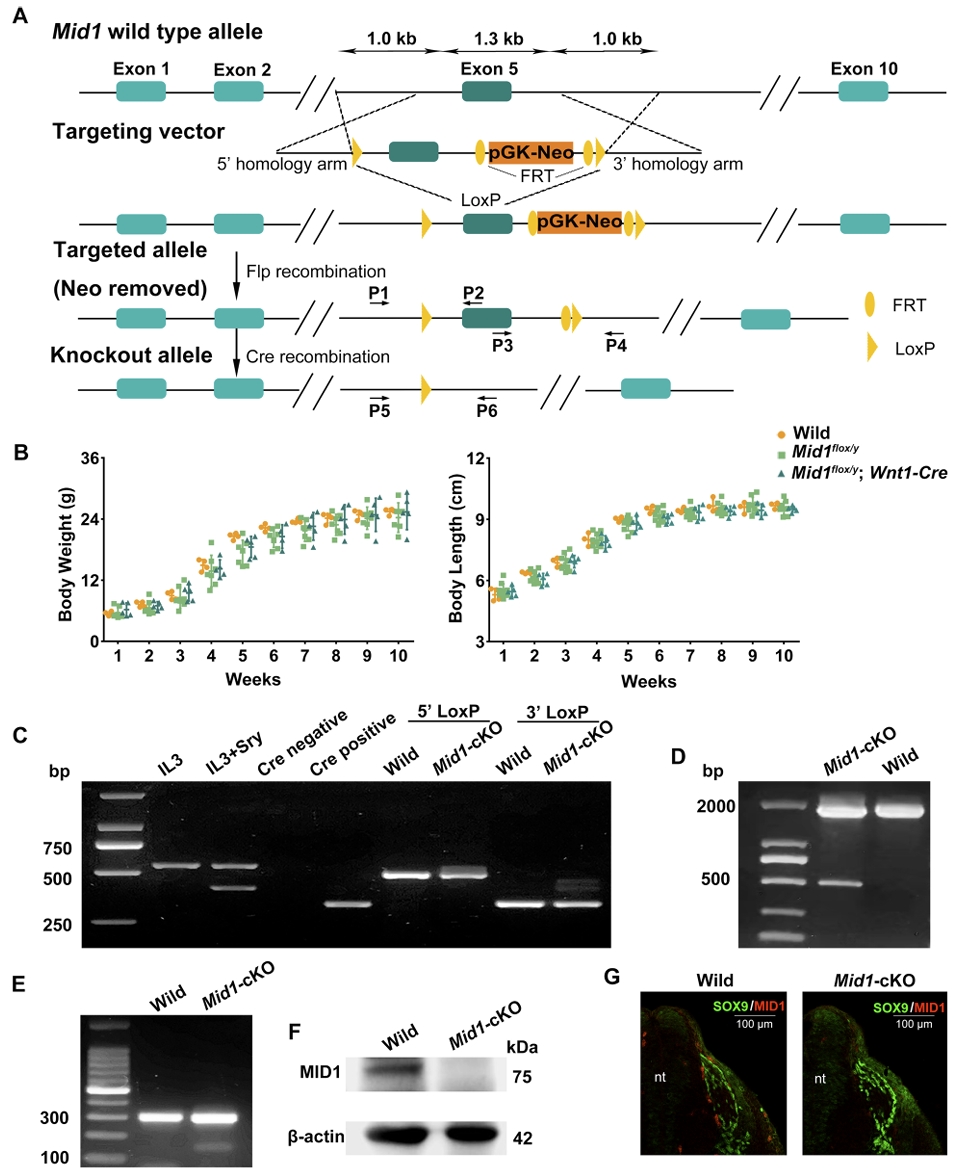 A
Mid1 wild type allele
1.0 kb 1.3 kb 1.0 kb
Exon 1 Exon 2 Exon 5 Exon 10
Targeting vector
5’ homology arm pGK-Neo 3’ homology arm
FRT
LoxP
pGK-Neo
Targeted allele
Flp recombination
(Neo removed)
P1 P2
FRT
P3 P4
Knockout allele
Cre recombination
LoxP
P5 P6
B
Wild
Mid1flox/y
Mid1flox/y; Wnt1-Cre
Body Weight (g)
36
24
12
0
1 2 3 4 5 6 7 8 9 10
Weeks
Body Length (cm)
12
9
6
3
1 2 3 4 5 6 7 8 9 10
Weeks
C
bp
IL3
IL3+Sry
Cre negative
Cre positive
5’ LoxP
Wild
Mid1-cKO
3’ LoxP
Wild
Mid1-cKO
750
500
250
D
bp
Mid1-cKO
Wild
2000
500
E
Wild
Mid1-cKO
300
100
F
Wild
Mid1-cKO
kDa
MID1
75
β-actin
42
G
Wild
SOX9/MID1
100 μm
nt
Mid1-cKO
SOX9/MID1
100 μm
nt